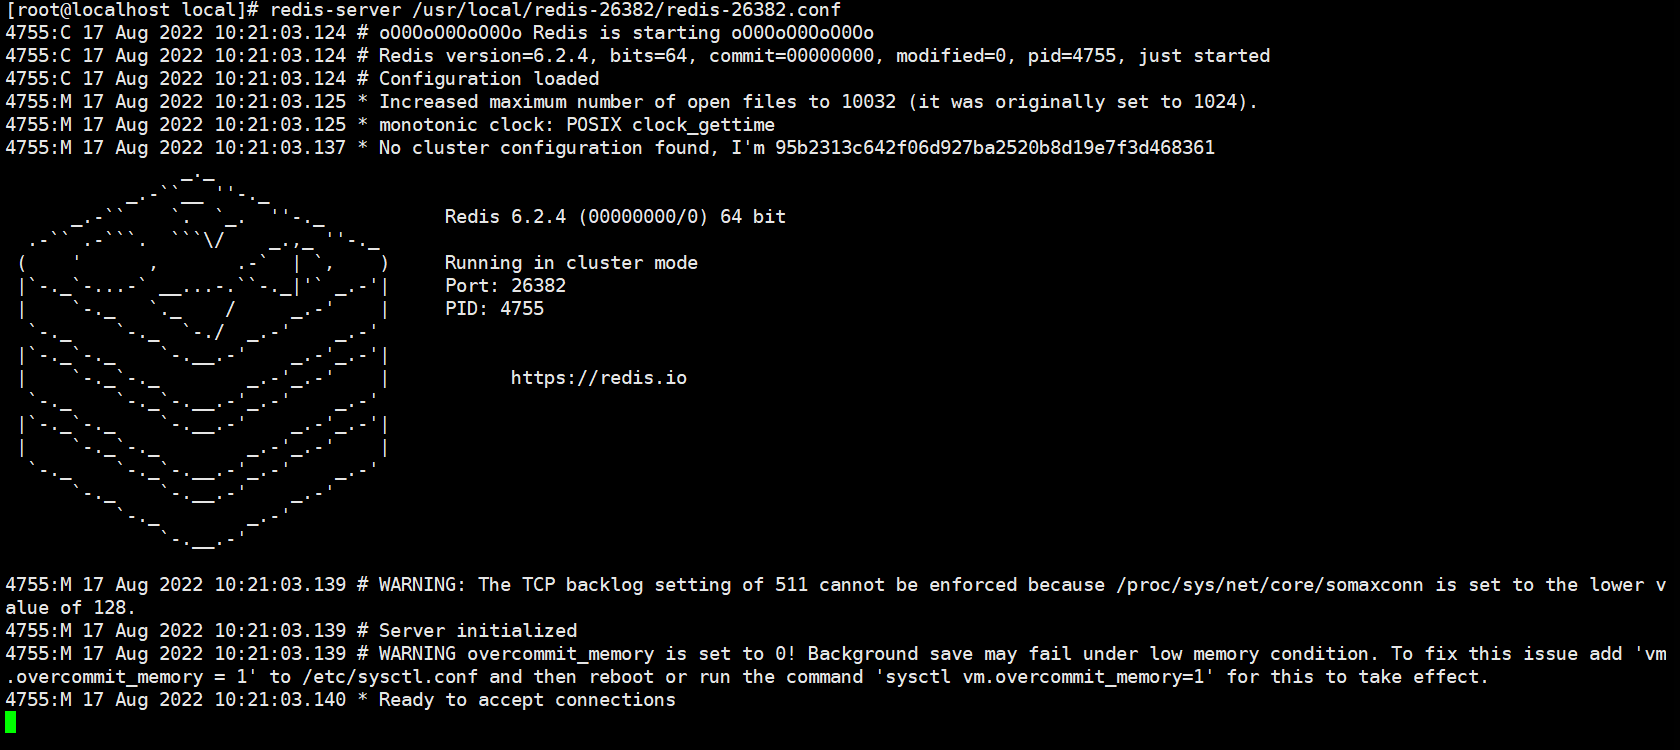 [root@localhost local]# redis-server /usr/local/redis-26382/redis-26382.conf
4755:C 17 Aug 2022 10:21:03.124 # oO0OoO0OoO0Oo Redis is starting oO0OoO0OoO0Oo
4755:C 17 Aug 2022 10:21:03.124 # Redis version=6.2.4, bits=64, commit=00000000, modified=0, pid=4755, just started
4755:C 17 Aug 2022 10:21:03.124 # Configuration loaded
4755:M 17 Aug 2022 10:21:03.125 * Increased maximum number of open files to 10032 (it was originally set to 1024).
4755:M 17 Aug 2022 10:21:03.125 * monotonic clock: POSIX clock_gettime
4755:M 17 Aug 2022 10:21:03.137 * No cluster configuration found, I'm 95b2313c642f06d927ba2520b8d19e7f3d468361
Redis 6.2.4 (00000000/0) 64 bit
Running in cluster mode
Port: 26382
PID: 4755
https://redis.io
4755:M 17 Aug 2022 10:21:03.139 # WARNING: The TCP backlog setting of 511 cannot be enforced because /proc/sys/net/core/somaxconn is set to the lower v
alue of 128.
4755:M 17 Aug 2022 10:21:03.139 # Server initialized
4755:M 17 Aug 2022 10:21:03.139 # WARNING overcommit_memory is set to 0! Background save may fail under low memory condition. To fix this issue add 'vm
.overcommit_memory = 1' to /etc/sysctl.conf and then reboot or run the command 'sysctl vm.overcommit_memory=1' for this to take effect.
4755:M 17 Aug 2022 10:21:03.140 * Ready to accept connections